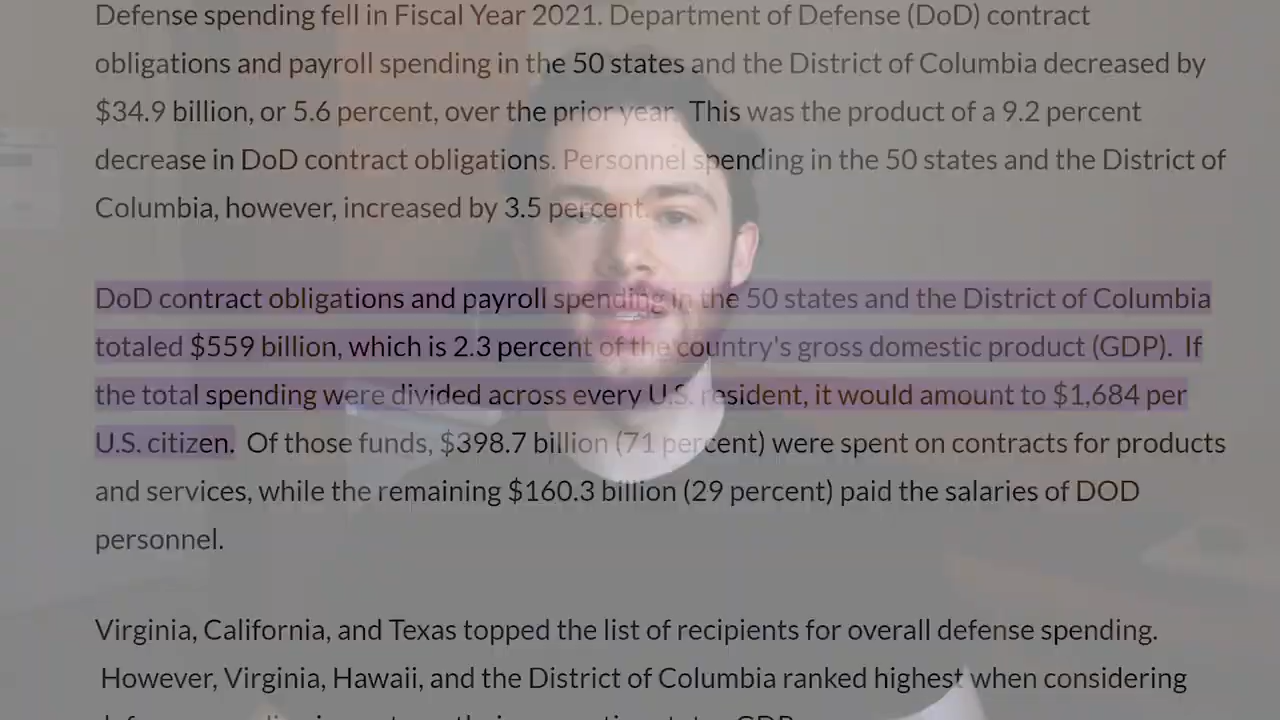 Defense spending fell in Fiscal Year 2021. Department of Defense (DoD) contract
obligations and payroll spending in the 50 states and the District of Columbia decreased by
$34.9 billion, or 5.6 percent, over the prior year. This was the product of a 9.2 percent
decrease in DoD contract obligations. Personnel spending in the 50 states and the District of
Columbia, however, increased by 3.5 percent.
DoD contract obligations and payroll spending in the 50 states and the District of Columbia
totaled $559 billion, which is 2.3 percent of the country's gross domestic product (GDP). If
the total spending were divided across every U.S. resident, it would amount to $1,684 per
U.S. citizen. Of those funds, $398.7 billion (71 percent) were spent on contracts for products
and services, while the remaining $160.3 billion (29 percent) paid the salaries of DOD
personnel.
Virginia, California, and Texas topped the list of recipients for overall defense spending.
However, Virginia, Hawaii, and the District of Columbia ranked highest when considering